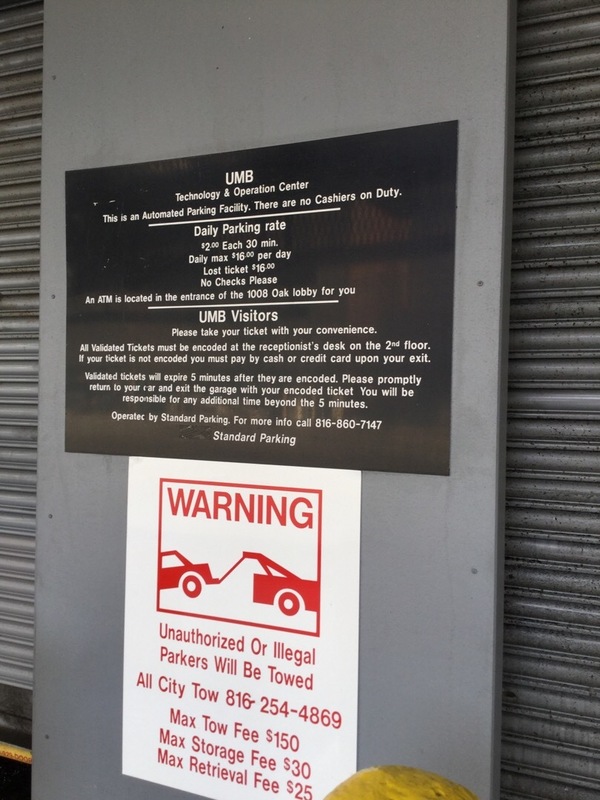 UMB
Technology & Operation Center
This is an Automated Parking Facility. There are no Cashiers on Duty.
Daily Parking rate
$2.00 Each 30 min.
Daily max $16.00 per day
Lost ticket $16.00
No Checks Please
An ATM is located in the entrance of the 1008 Oak lobby for you
UMB Visitors
Please take your ticket with your convenience.
All Validated Tickets must be encoded at the receptionist's desk on the 2nd floor.
If your ticket is not encoded you must pay by cash or credit card upon your exit.
Validated tickets will expire 5 minutes after they are encoded. Please promptly
return to your car and exit the garage with your encoded ticket You will be
responsible for any additional time beyond the 5 minutes.
Operated by Standard Parking. For more info call 816-860-7147
Standard Parking
WARNING
Unauthorized Or Illegal
Parkers Will Be Towed
All City Tow 816-254-4869
Max Tow Fee $150
Max Storage Fee $30
Max Retrieval Fee $25